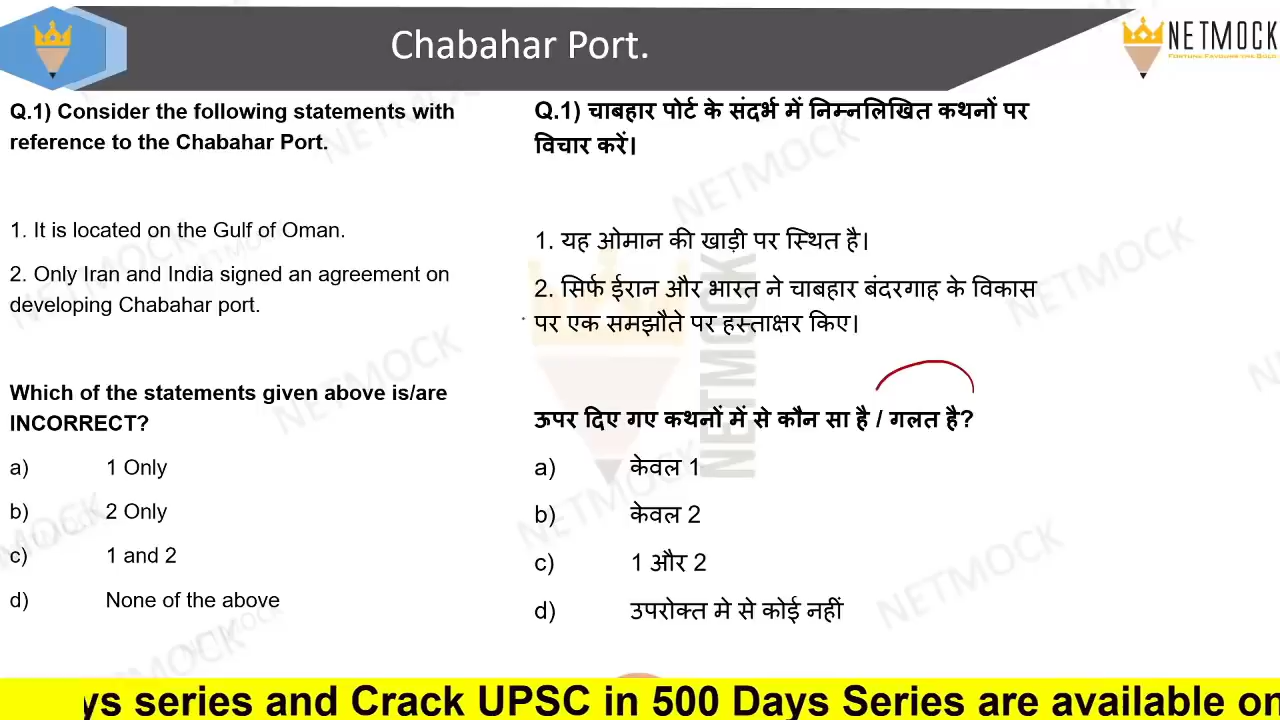 Chabahar Port.
NETMOCK
FORTUNE FAVOURS THE BOLD
Q.1) Consider the following statements with
reference to the Chabahar Port.
1. It is located on the Gulf of Oman.
2. Only Iran and India signed an agreement on
developing Chabahar port.
Which of the statements given above is/are
INCORRECT?
a) 1 Only
b) 2 Only
c) 1 and 2
d) None of the above
Q.1) चाबहार पोर्ट के संदर्भ में निम्नलिखित कथनों पर
विचार करें।
1. यह ओमान की खाड़ी पर स्थित है।
2. सिर्फ ईरान और भारत ने चाबहार बंदरगाह के विकास
पर एक समझौते पर हस्ताक्षर किए।
ऊपर दिए गए कथनों में से कौन सा है / गलत है?
a) केवल 1
b) केवल 2
c) 1 और 2
d) उपरोक्त मे से कोई नहीं
NETMOCK
ys series and Crack UPSC in 500 Days Series are available on